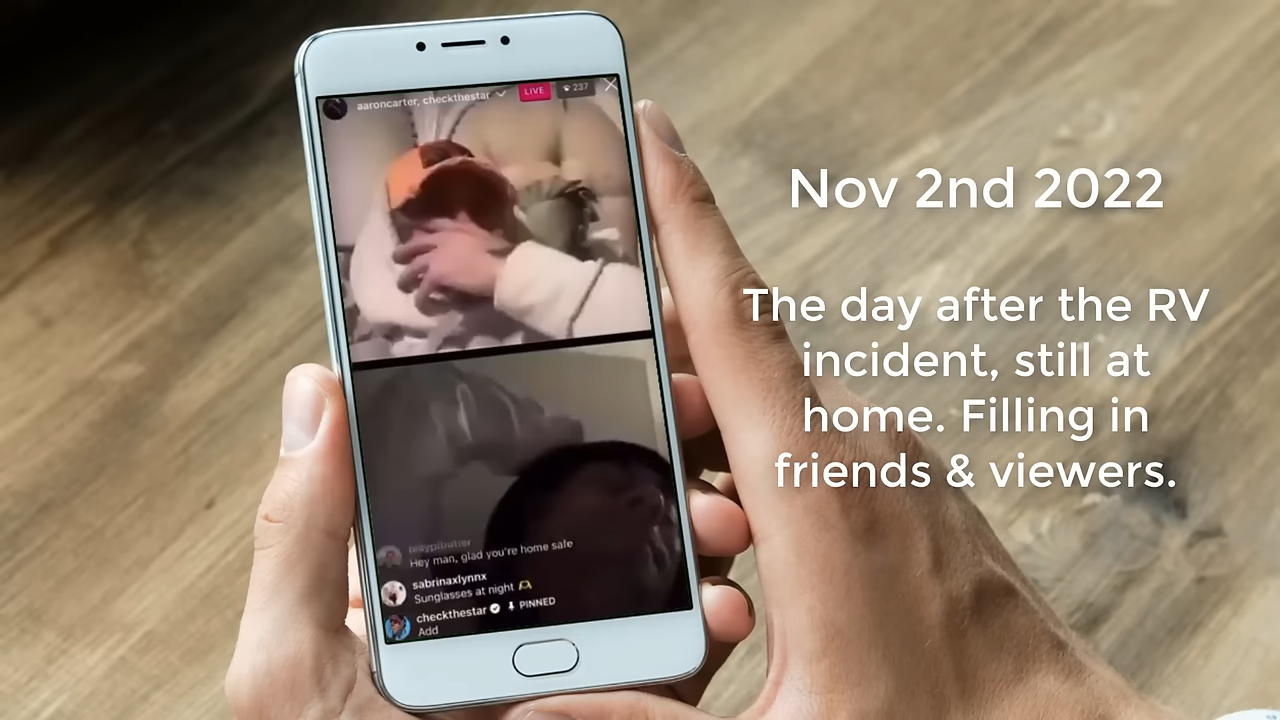 aaroncarter, checkthestar
LIVE
237
Hey man, glad you're home safe
sabrinaxlynnx
Sunglasses at night 🫶
checkthestar PINNED
Add
Nov 2nd 2022
The day after the RV
incident, still at
home. Filling in
friends & viewers.